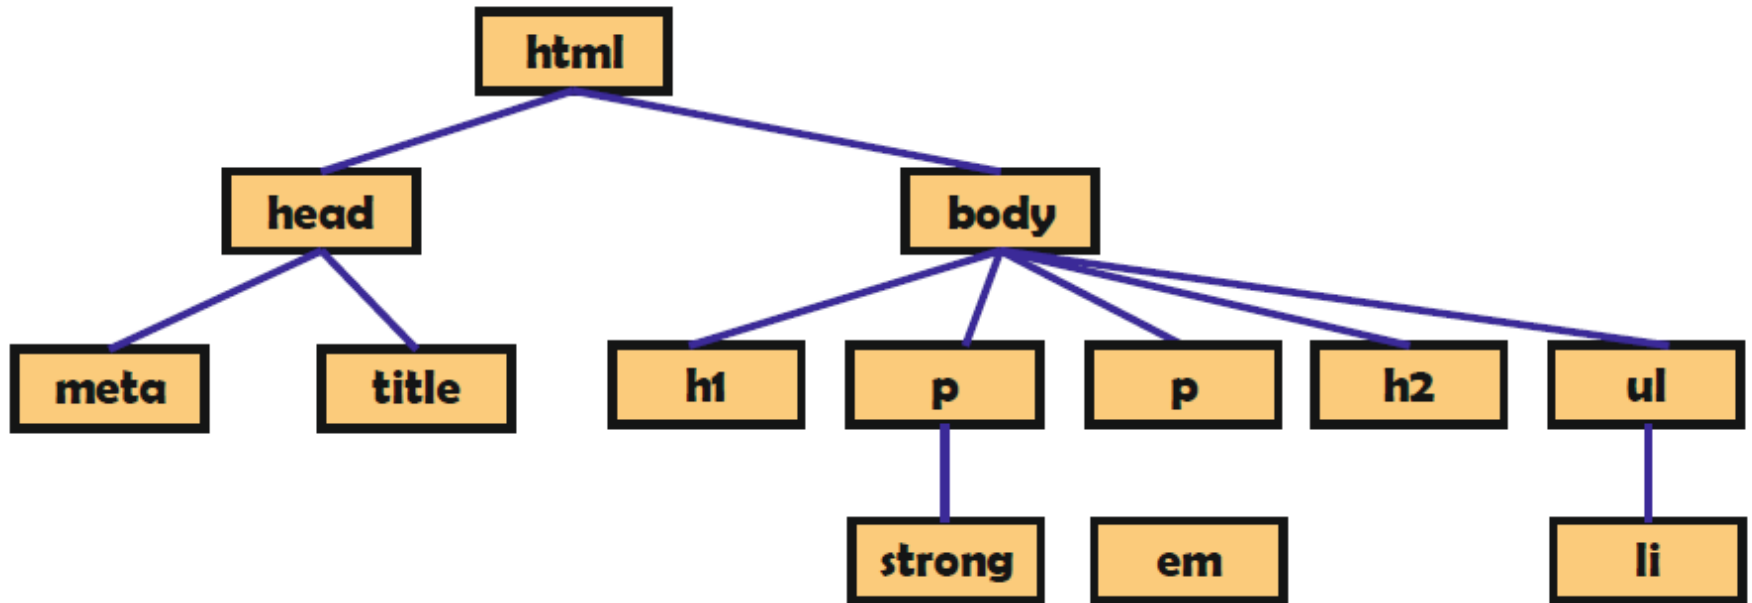 html
head
body
meta
title
h1
p
p
h2
ul
strong
em
li